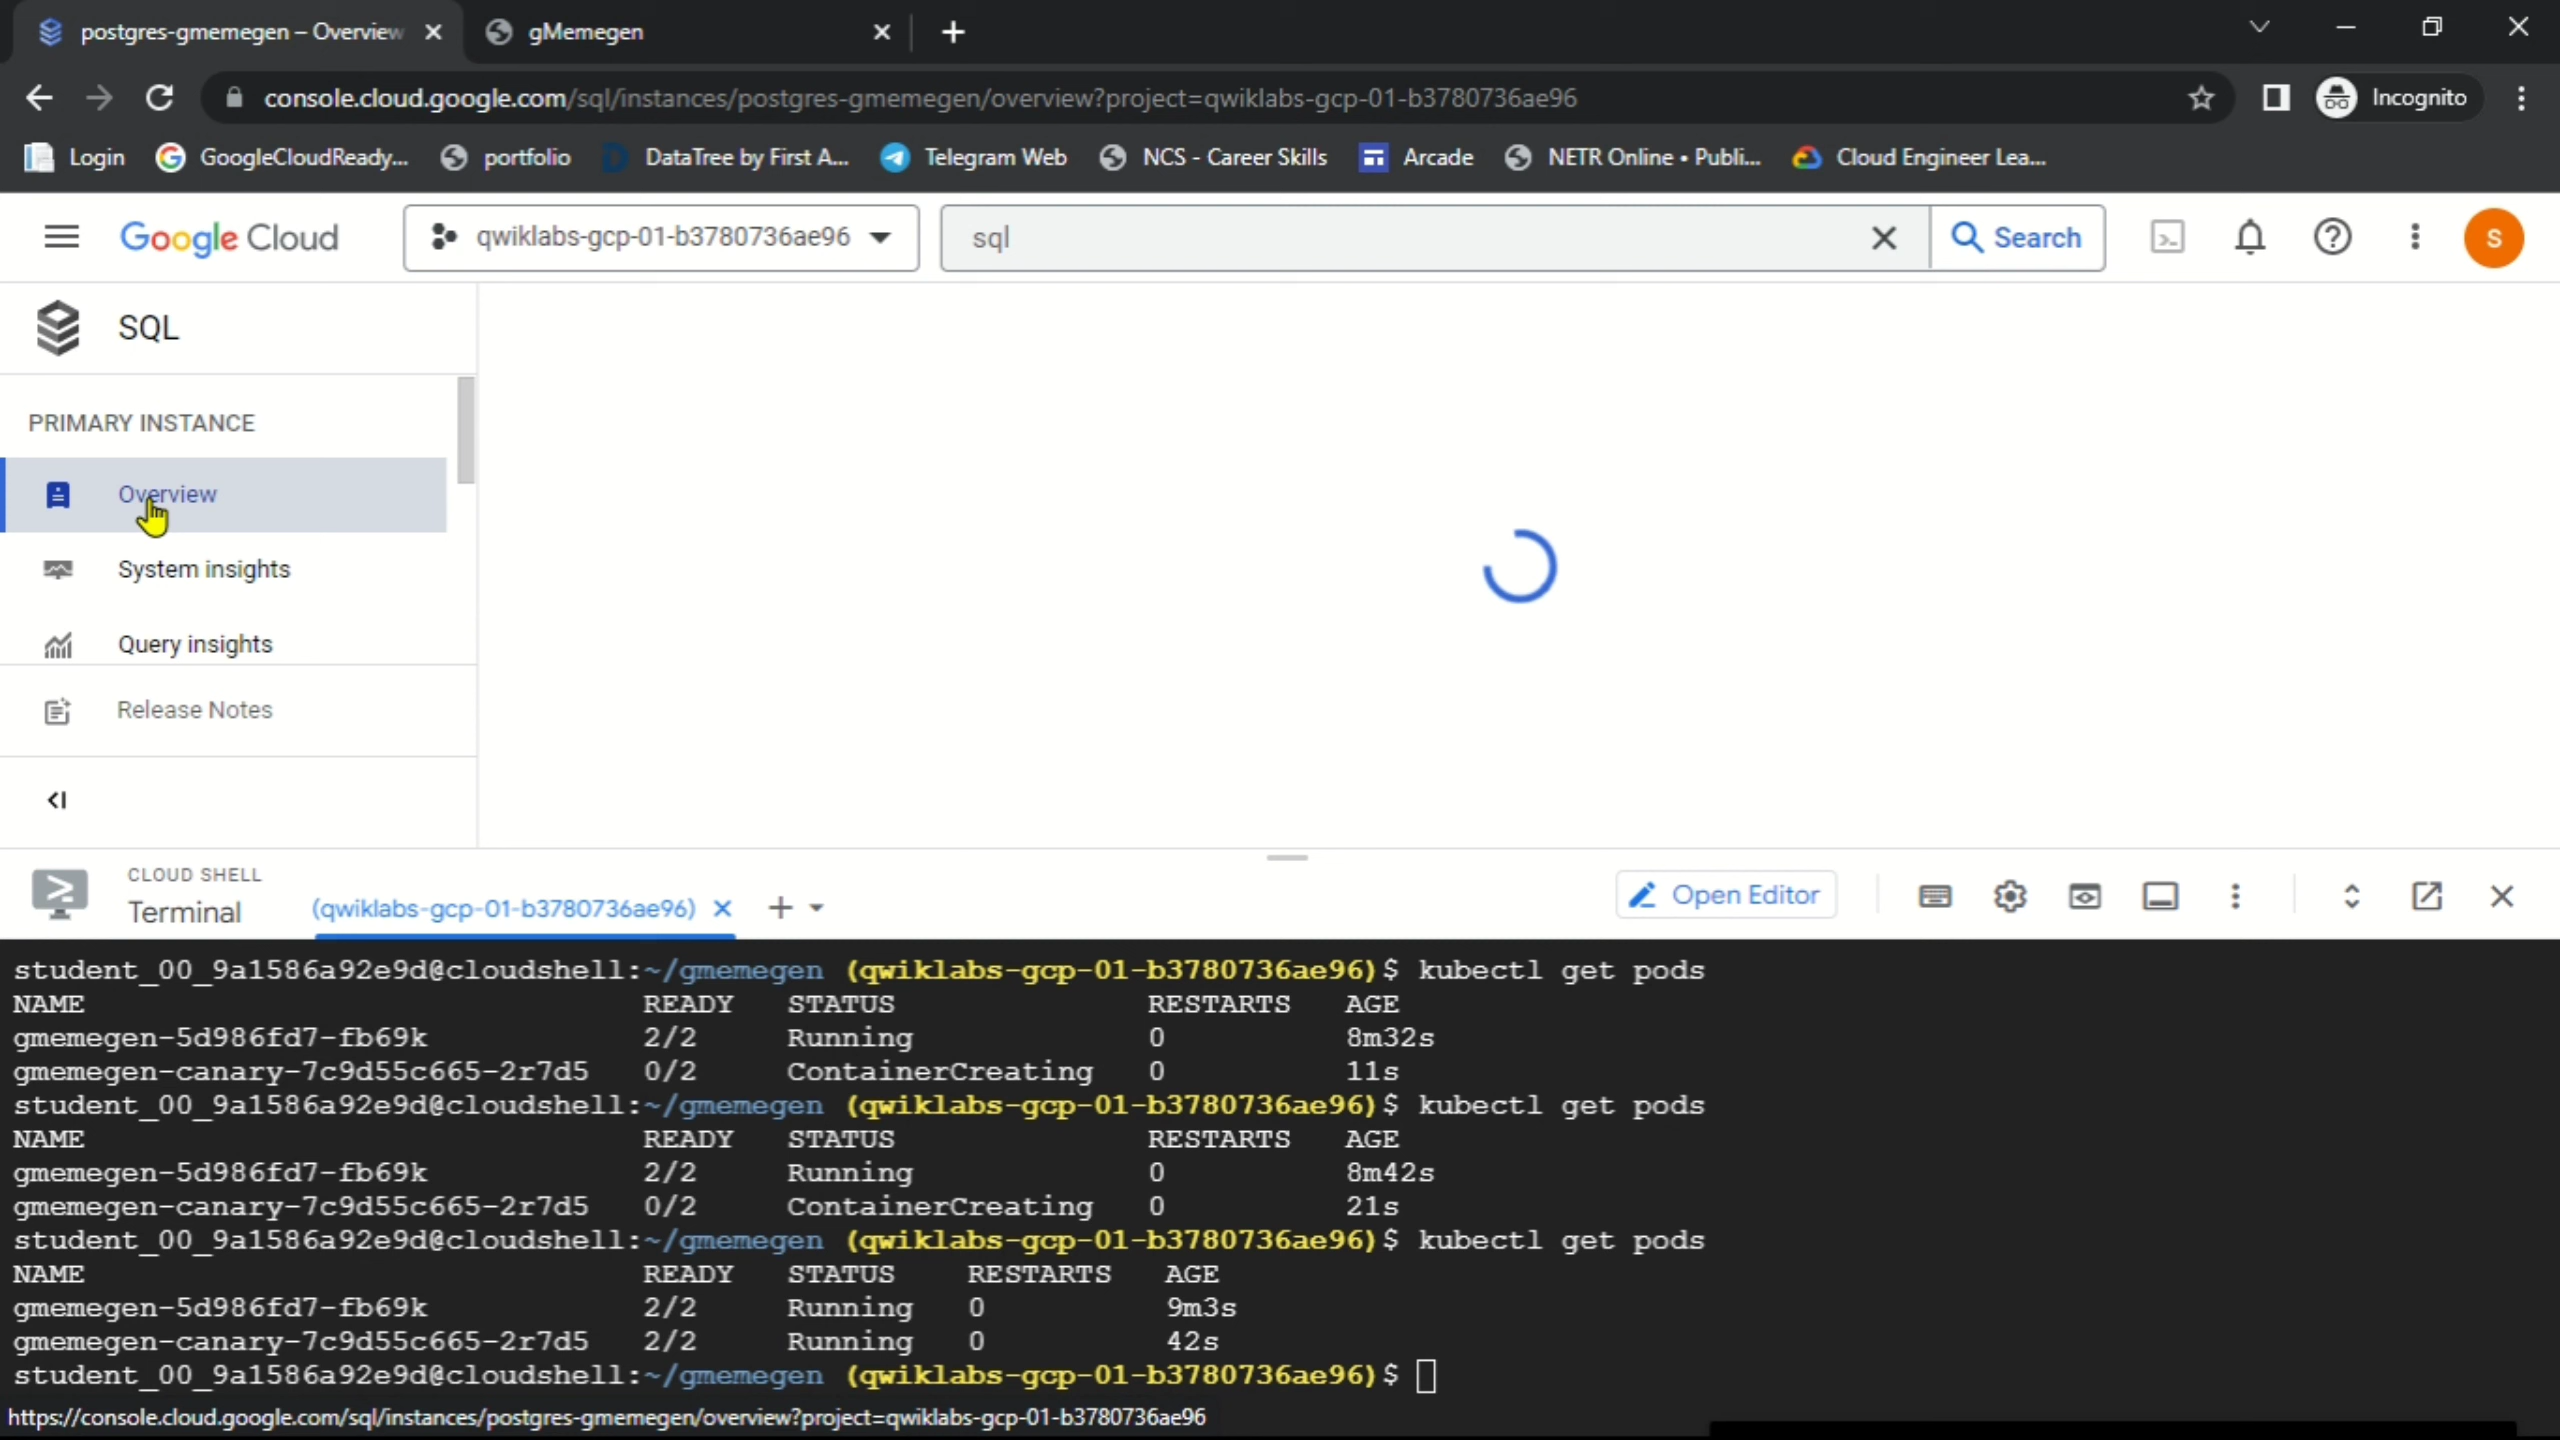 postgres-gmemegen – Overview
gMemegen
console.cloud.google.com/sql/instances/postgres-gmemegen/overview?project=qwiklabs-gcp-01-b3780736ae96
Incognito
Login GoogleCloudReady... portfolio DataTree by First A... Telegram Web NCS - Career Skills Arcade NETR Online • Publi... Cloud Engineer Lea...
Google Cloud qwiklabs-gcp-01-b3780736ae96 sql Search S
SQL
PRIMARY INSTANCE
Overview
System insights
Query insights
Release Notes
CLOUD SHELL
Terminal (qwiklabs-gcp-01-b3780736ae96) Open Editor
student_00_9a1586a92e9d@cloudshell:~/gmemegen (qwiklabs-gcp-01-b3780736ae96)$ kubectl get pods
NAME READY STATUS RESTARTS AGE
gmemegen-5d986fd7-fb69k 2/2 Running 0 8m32s
gmemegen-canary-7c9d55c665-2r7d5 0/2 ContainerCreating 0 11s
student_00_9a1586a92e9d@cloudshell:~/gmemegen (qwiklabs-gcp-01-b3780736ae96)$ kubectl get pods
NAME READY STATUS RESTARTS AGE
gmemegen-5d986fd7-fb69k 2/2 Running 0 8m42s
gmemegen-canary-7c9d55c665-2r7d5 0/2 ContainerCreating 0 21s
student_00_9a1586a92e9d@cloudshell:~/gmemegen (qwiklabs-gcp-01-b3780736ae96)$ kubectl get pods
NAME READY STATUS RESTARTS AGE
gmemegen-5d986fd7-fb69k 2/2 Running 0 9m3s
gmemegen-canary-7c9d55c665-2r7d5 2/2 Running 0 42s
student_00_9a1586a92e9d@cloudshell:~/gmemegen (qwiklabs-gcp-01-b3780736ae96)$
https://console.cloud.google.com/sql/instances/postgres-gmemegen/overview?project=qwiklabs-gcp-01-b3780736ae96